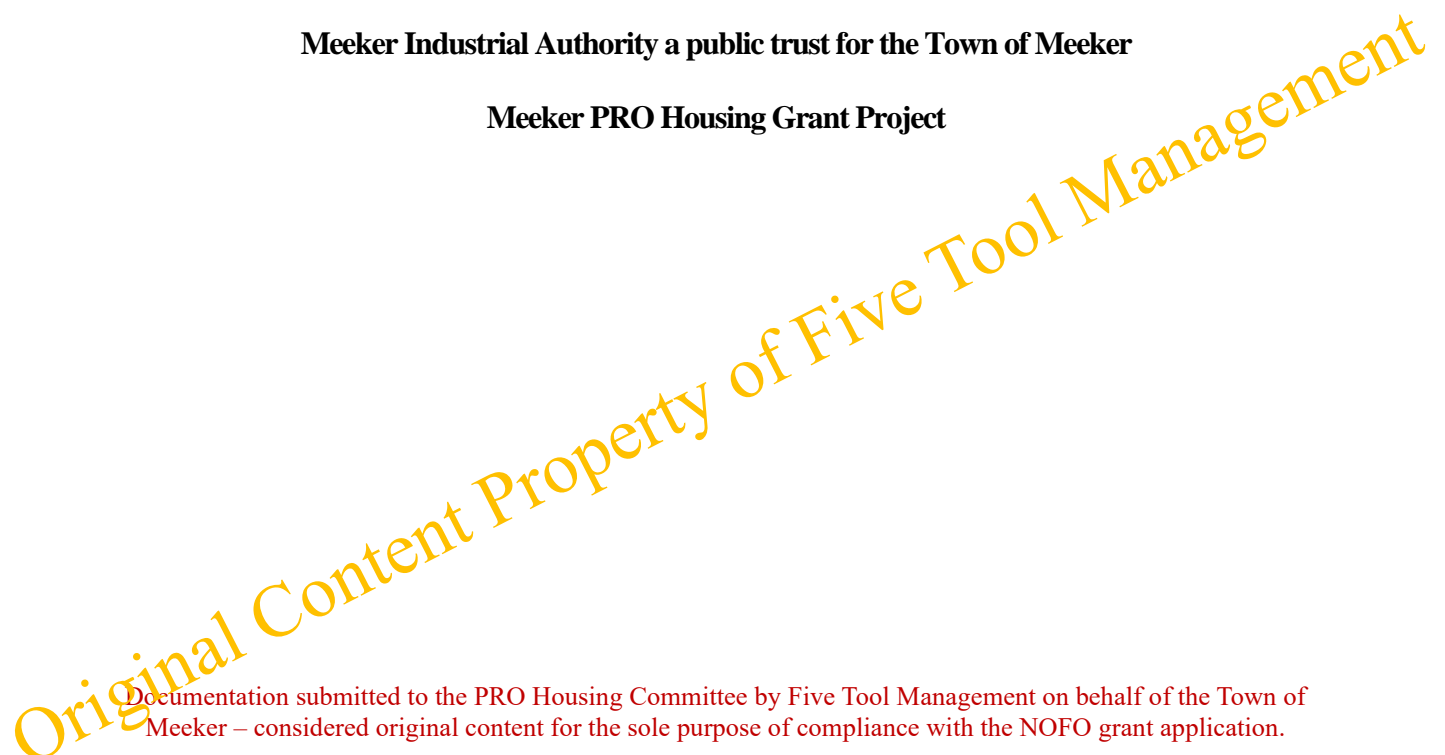 Meeker Industrial Authority a public trust for the Town of Meeker
Meeker PRO Housing Grant Project
Original Content Property of Five Tool Management
Documentation submitted to the PRO Housing Committee by Five Tool Management on behalf of the Town of
Meeker – considered original content for the sole purpose of compliance with the NOFO grant application.